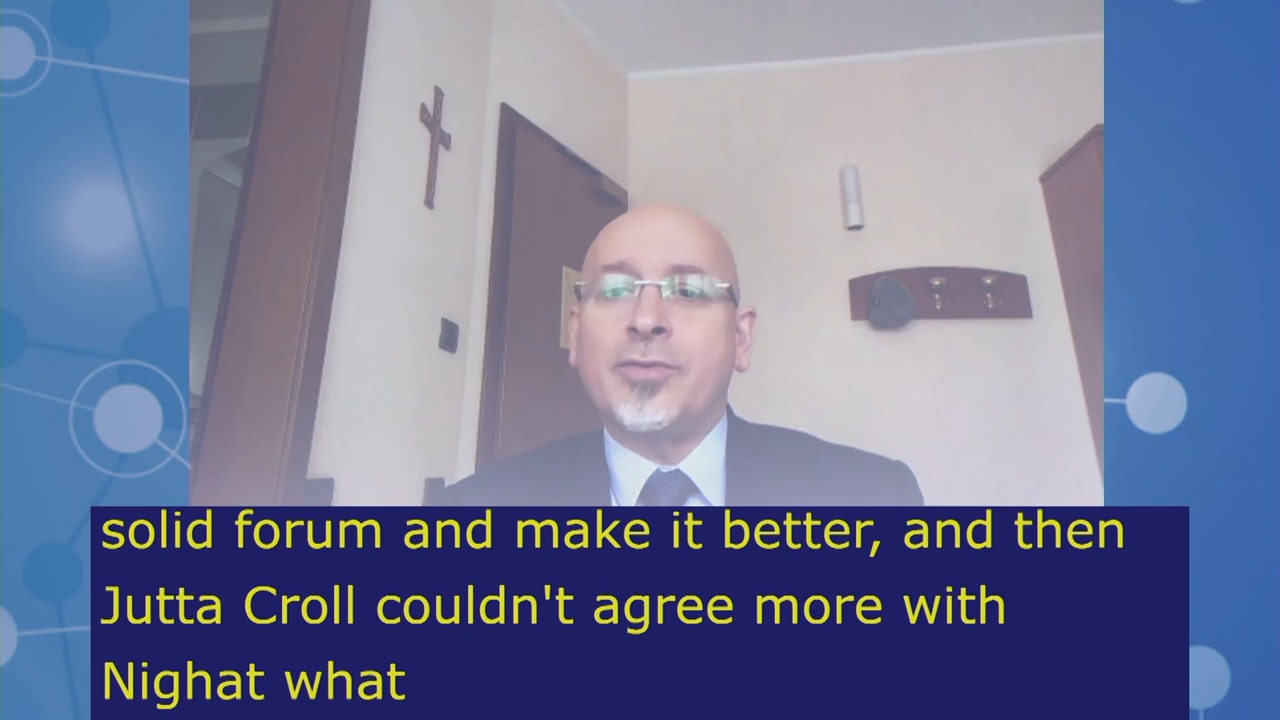 solid forum and make it better, and then
Jutta Croll couldn't agree more with
Nighat what